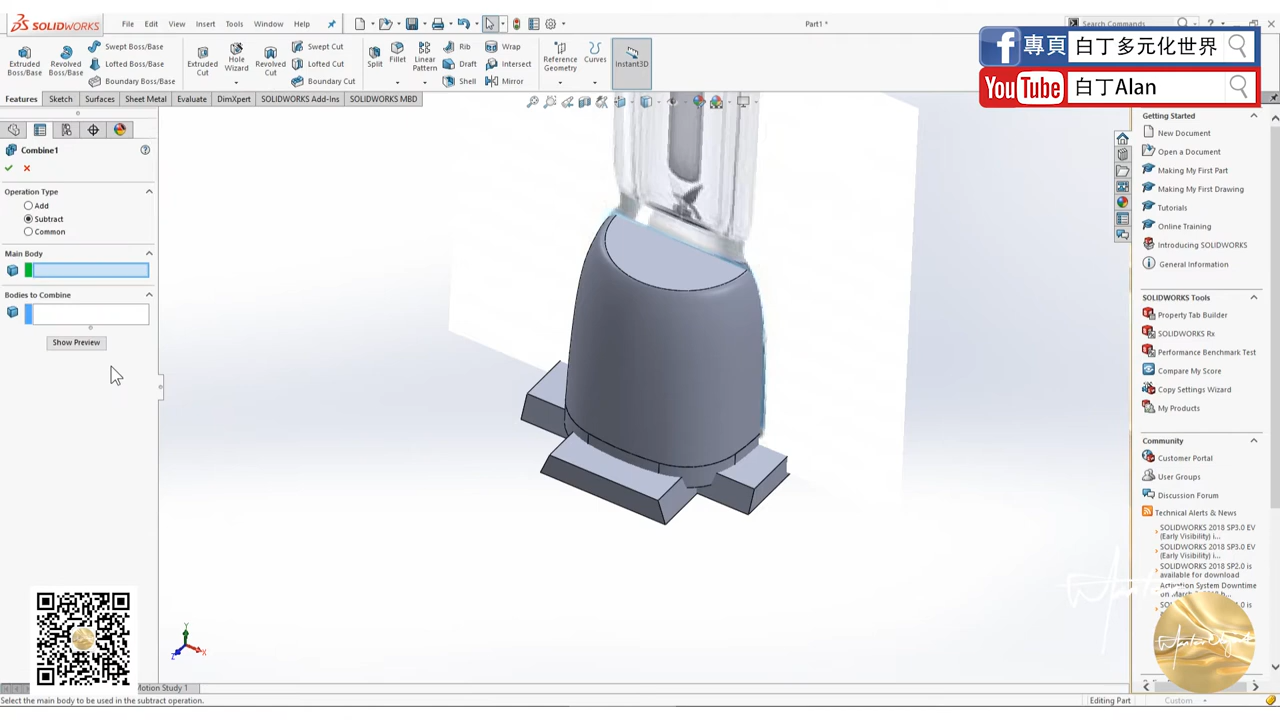 SOLIDWORKS
File Edit View Insert Tools Window Help
Part1 *
Search Commands
專頁 白丁多元化世界
YouTube 白丁Alan
Extruded Boss/Base
Revolved Boss/Base
Swept Boss/Base
Lofted Boss/Base
Boundary Boss/Base
Extruded Cut
Hole Wizard
Revolved Cut
Swept Cut
Lofted Cut
Boundary Cut
Split
Fillet
Linear Pattern
Rib
Draft
Shell
Wrap
Intersect
Mirror
Reference Geometry
Curves
Instant3D
Features Sketch Surfaces Sheet Metal Evaluate DimXpert SOLIDWORKS Add-Ins SOLIDWORKS MBD
Combine1
Operation Type
Add
Subtract
Common
Main Body
Bodies to Combine
Show Preview
Getting Started
New Document
Open a Document
Making My First Part
Making My First Drawing
Tutorials
Online Training
Introducing SOLIDWORKS
General Information
SOLIDWORKS Tools
Property Tab Builder
SOLIDWORKS Rx
Performance Benchmark Test
Compare My Score
Copy Settings Wizard
My Products
Community
Customer Portal
User Groups
Discussion Forum
Technical Alerts & News
SOLIDWORKS 2018 SP3.0 EV
(Early Visibility) i...
SOLIDWORKS 2018 SP3.0 EV
(Early Visibility) i...
SOLIDWORKS 2018 SP2.0 is
available for download
Activation System Downtime
Y
X
Z
Motion Study 1
Select the main body to be used in the subtract operation.
Editing Part
Custom